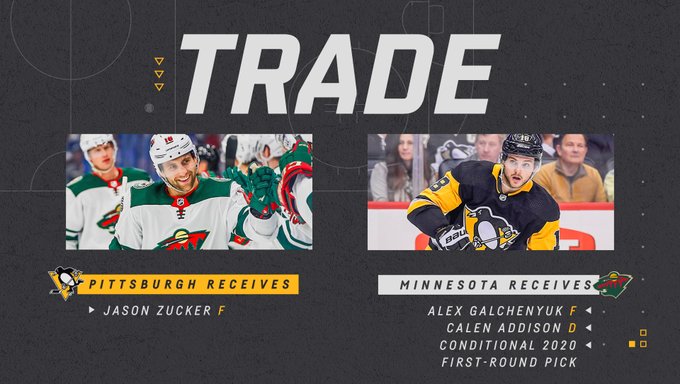 TRADE
PITTSBURGH RECEIVES
JASON ZUCKER F
MINNESOTA RECEIVES
ALEX GALCHENYUK F
CALEN ADDISON D
CONDITIONAL 2020
FIRST-ROUND PICK